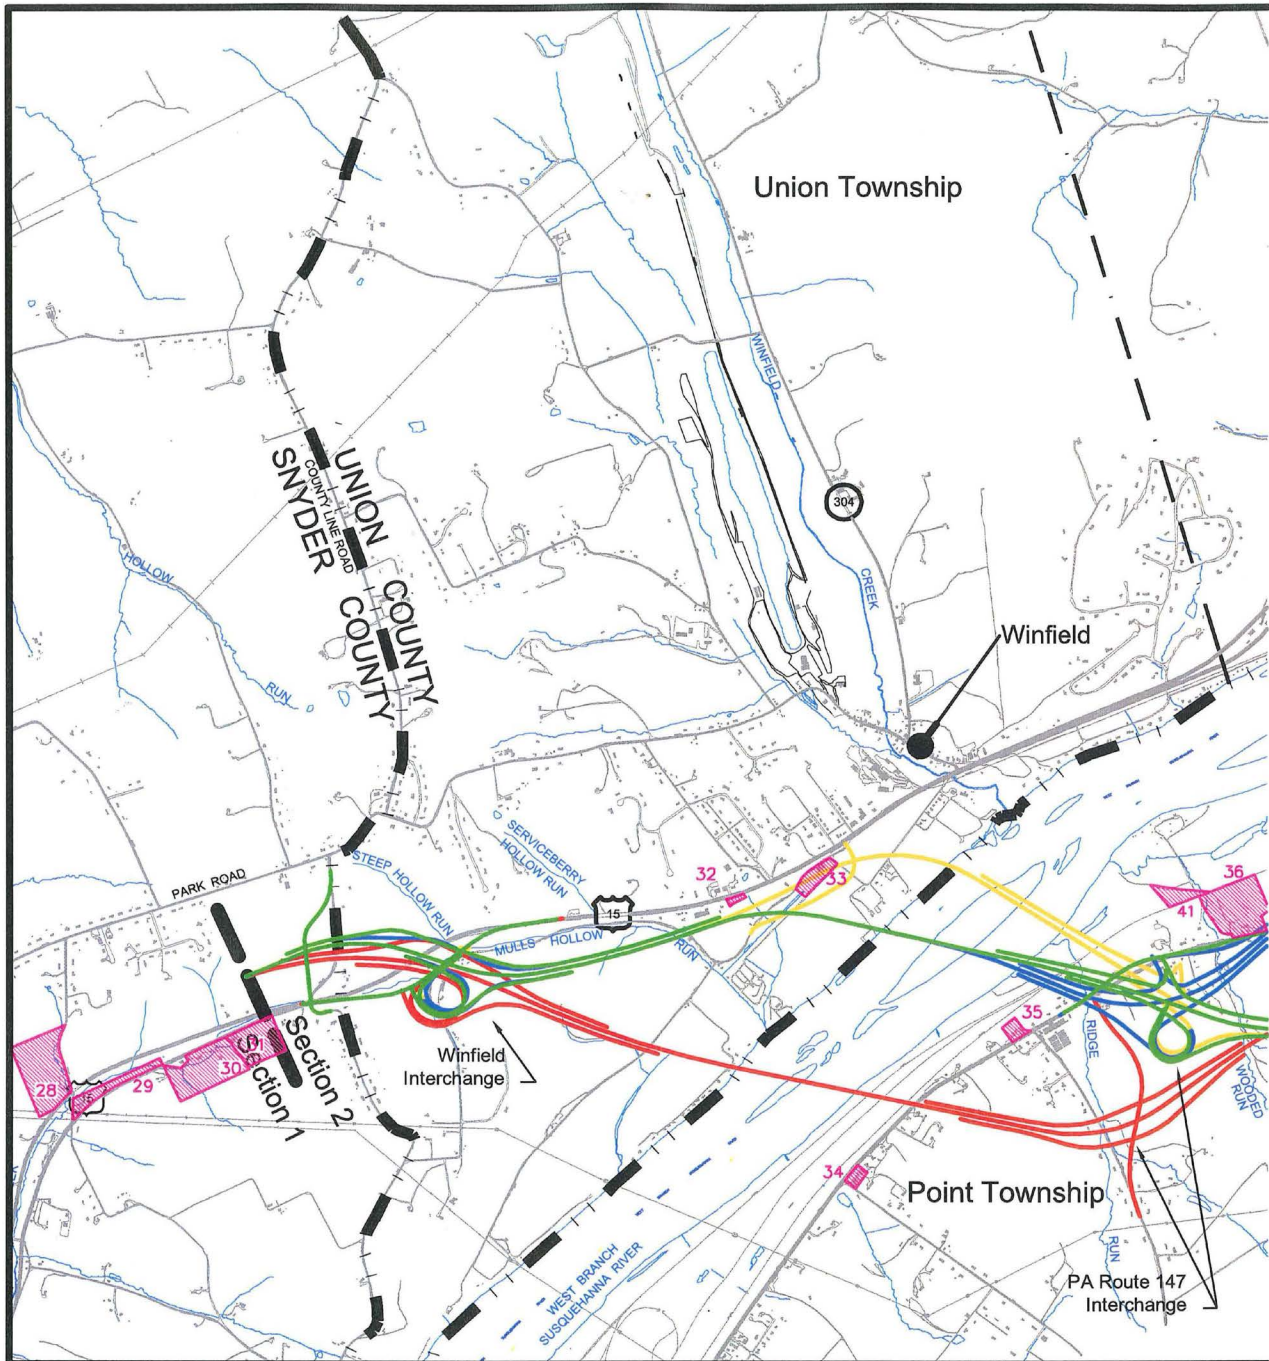 Union Township
WINFIELD
CREEK
304
Winfield
UNION COUNTY
COUNTY LINE ROAD
SNYDER COUNTY
HOLLOW
RUN
PARK ROAD
STEEP HOLLOW RUN
SERVICEBERRY
HOLLOW RUN
MULLS HOLLOW RUN
15
32
33
36
41
35
28
29
30
31
Section 2
Section 1
Winfield
Interchange
RIDGE
RUN
WOODED
RUN
34
Point Township
WEST BRANCH
SUSQUEHANNA RIVER
PA Route 147
Interchange